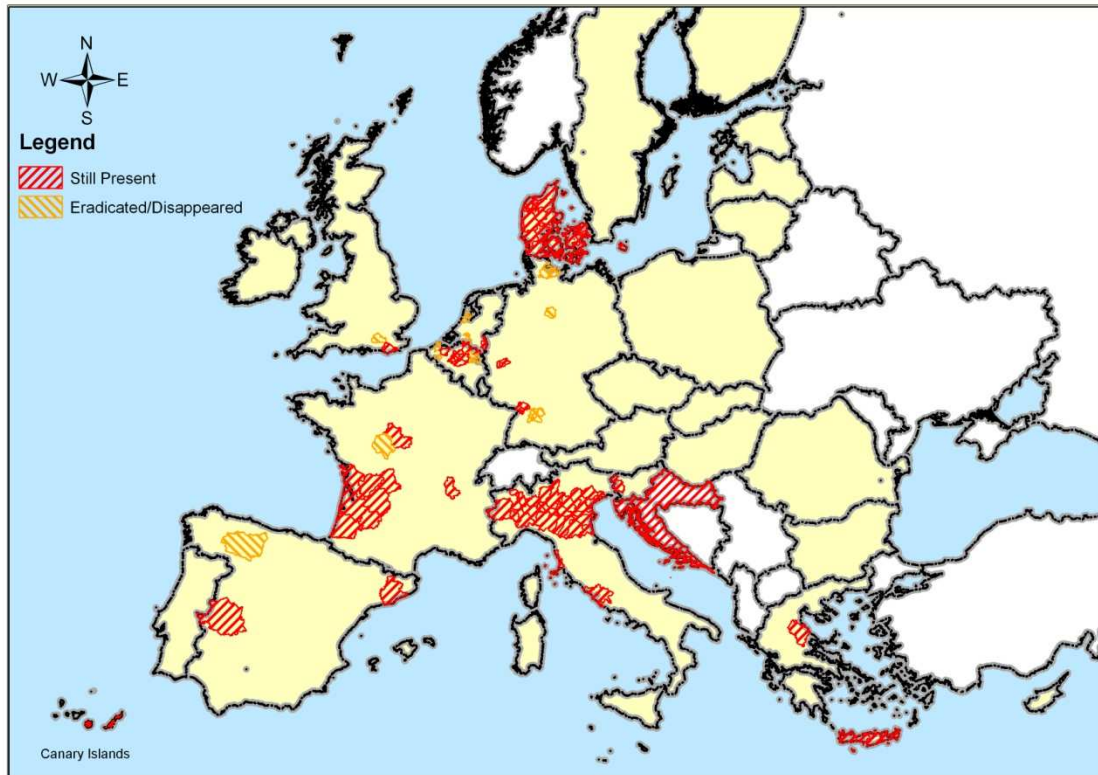 N
W E
S
Legend
Still Present
Eradicated/Disappeared
Canary Islands